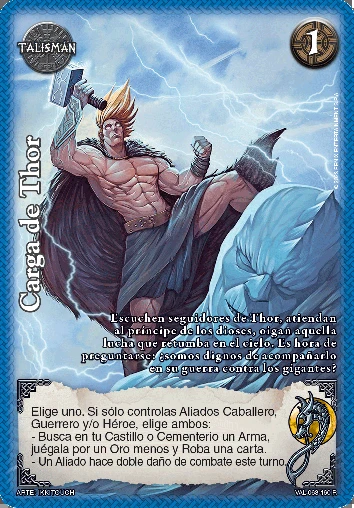 TALISMAN
1
Carga de Thor
Escuchen seguidores de Thor, atiendan
al príncipe de los dioses, oigan aquella
lucha que retumba en el cielo. Es hora de
preguntarse: ¿somos dignos de acompañarlo
en su guerra contra los gigantes?
Elige uno. Si sólo controlas Aliados Caballero,
Guerrero y/o Héroe, elige ambos:
- Busca en tu Castillo o Cementerio un Arma,
juégala por un Oro menos y Roba una carta.
- Un Aliado hace doble daño de combate este turno
ARTE: KK TOUCH